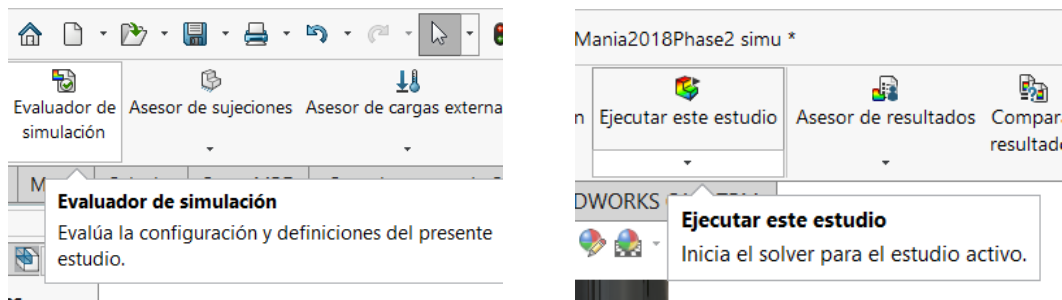 Evaluador de simulación
Asesor de sujeciones
Asesor de cargas externa
Evaluador de simulación
Evalúa la configuración y definiciones del presente
estudio.
Mania2018Phase2 simu *
n
Ejecutar este estudio
Asesor de resultados
Compar
resultado
DWORKS
Ejecutar este estudio
Inicia el solver para el estudio activo.